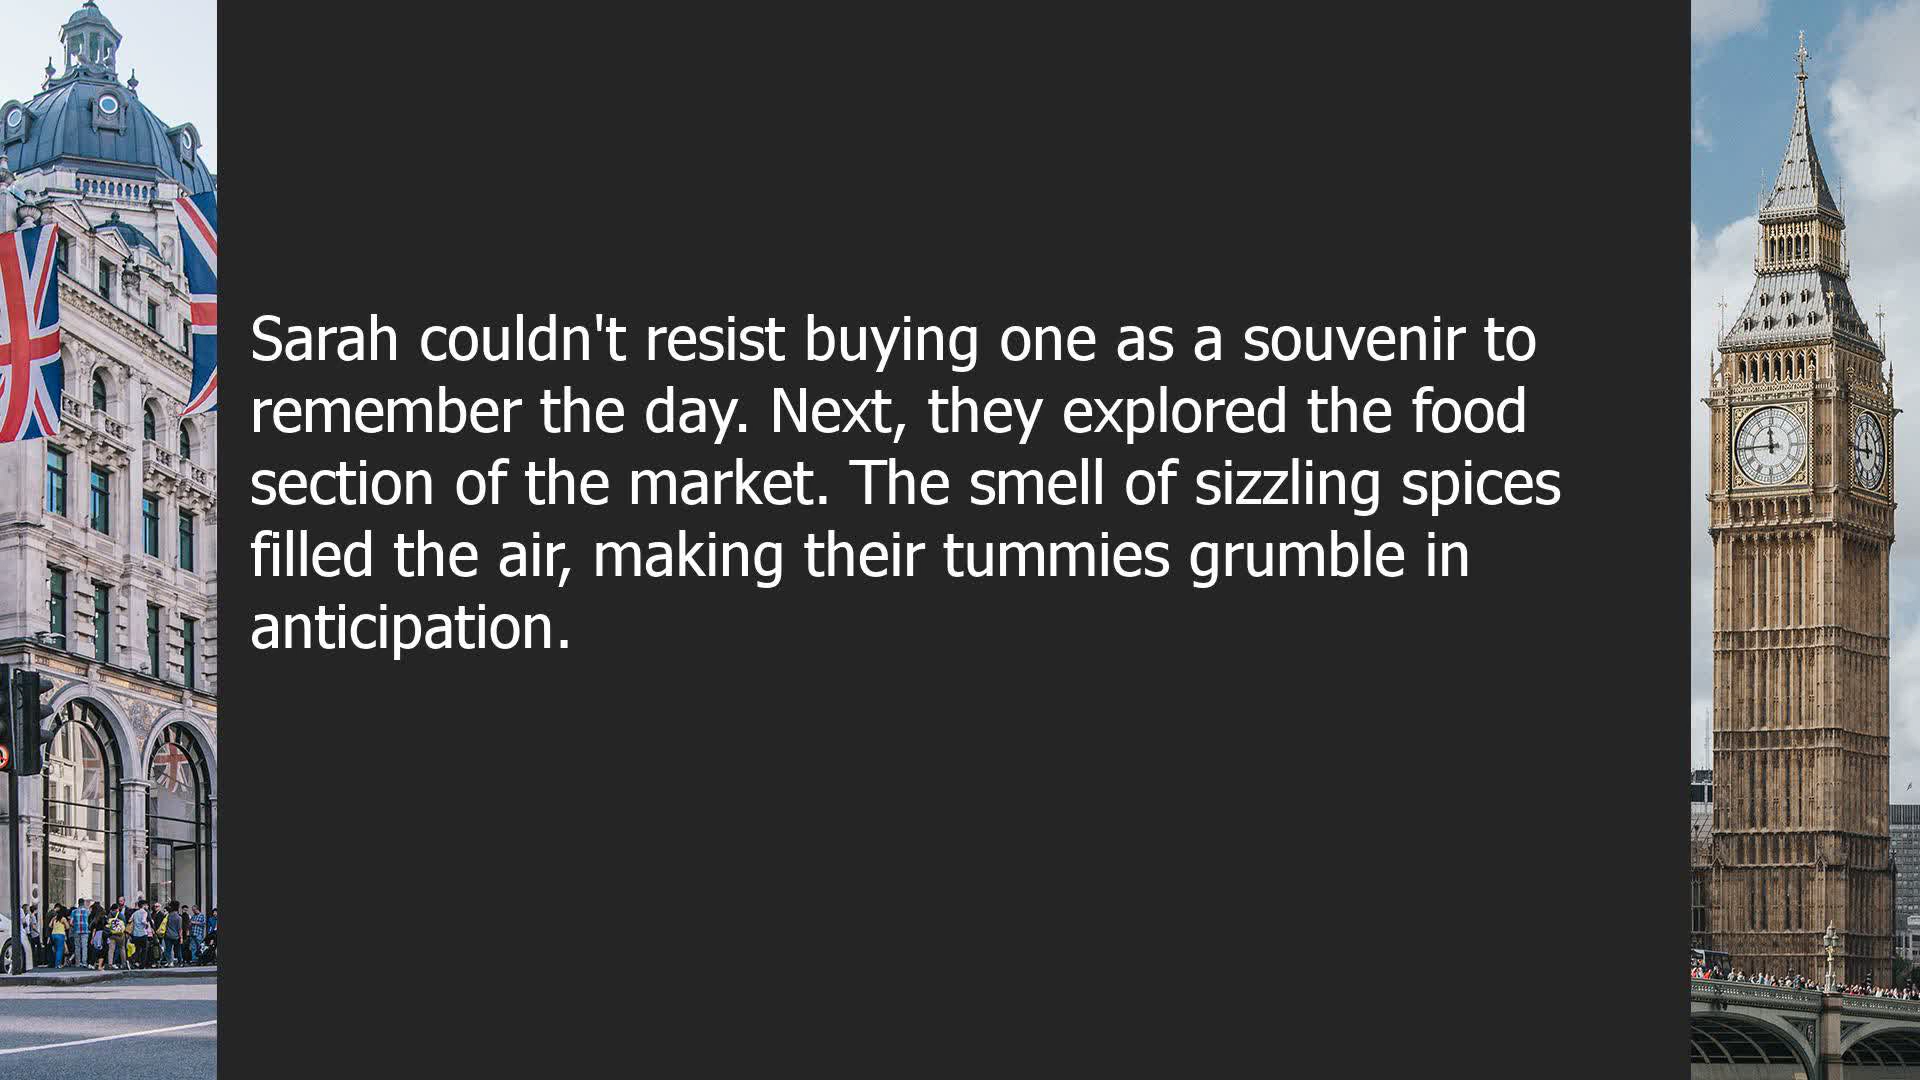 Sarah couldn't resist buying one as a souvenir to
remember the day. Next, they explored the food
section of the market. The smell of sizzling spices
filled the air, making their tummies grumble in
anticipation.